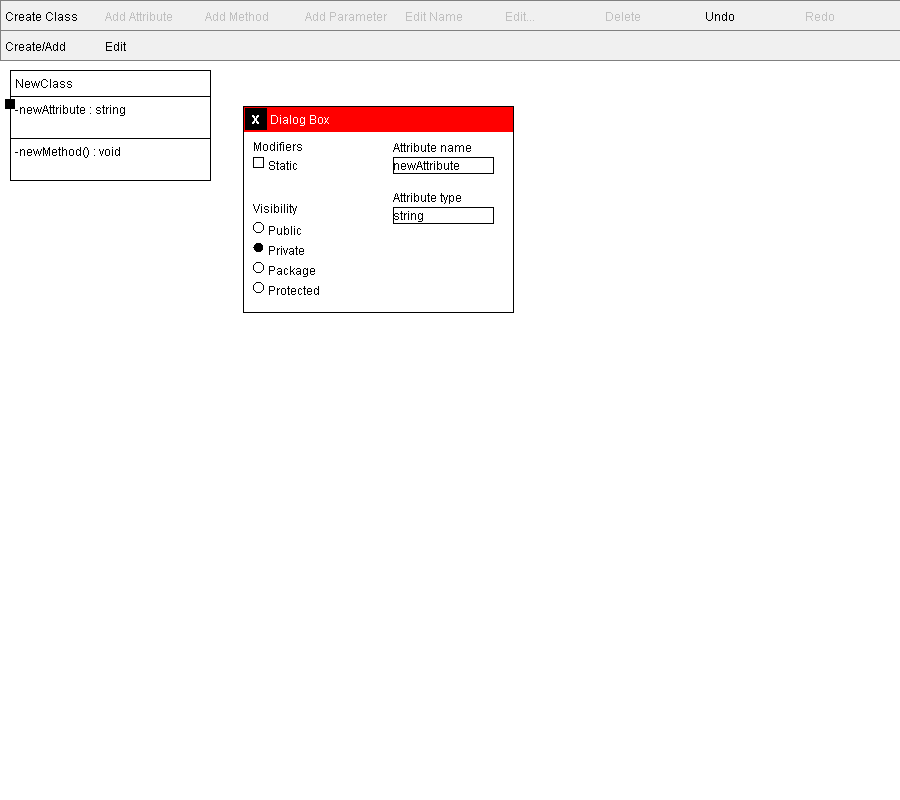 Create Class Add Attribute Add Method Add Parameter Edit Name Edit... Delete Undo Redo
Create/Add Edit
NewClass
-newAttribute : string
-newMethod() : void
X Dialog Box
Modifiers
Static
Visibility
Public
Private
Package
Protected
Attribute name
newAttribute
Attribute type
string